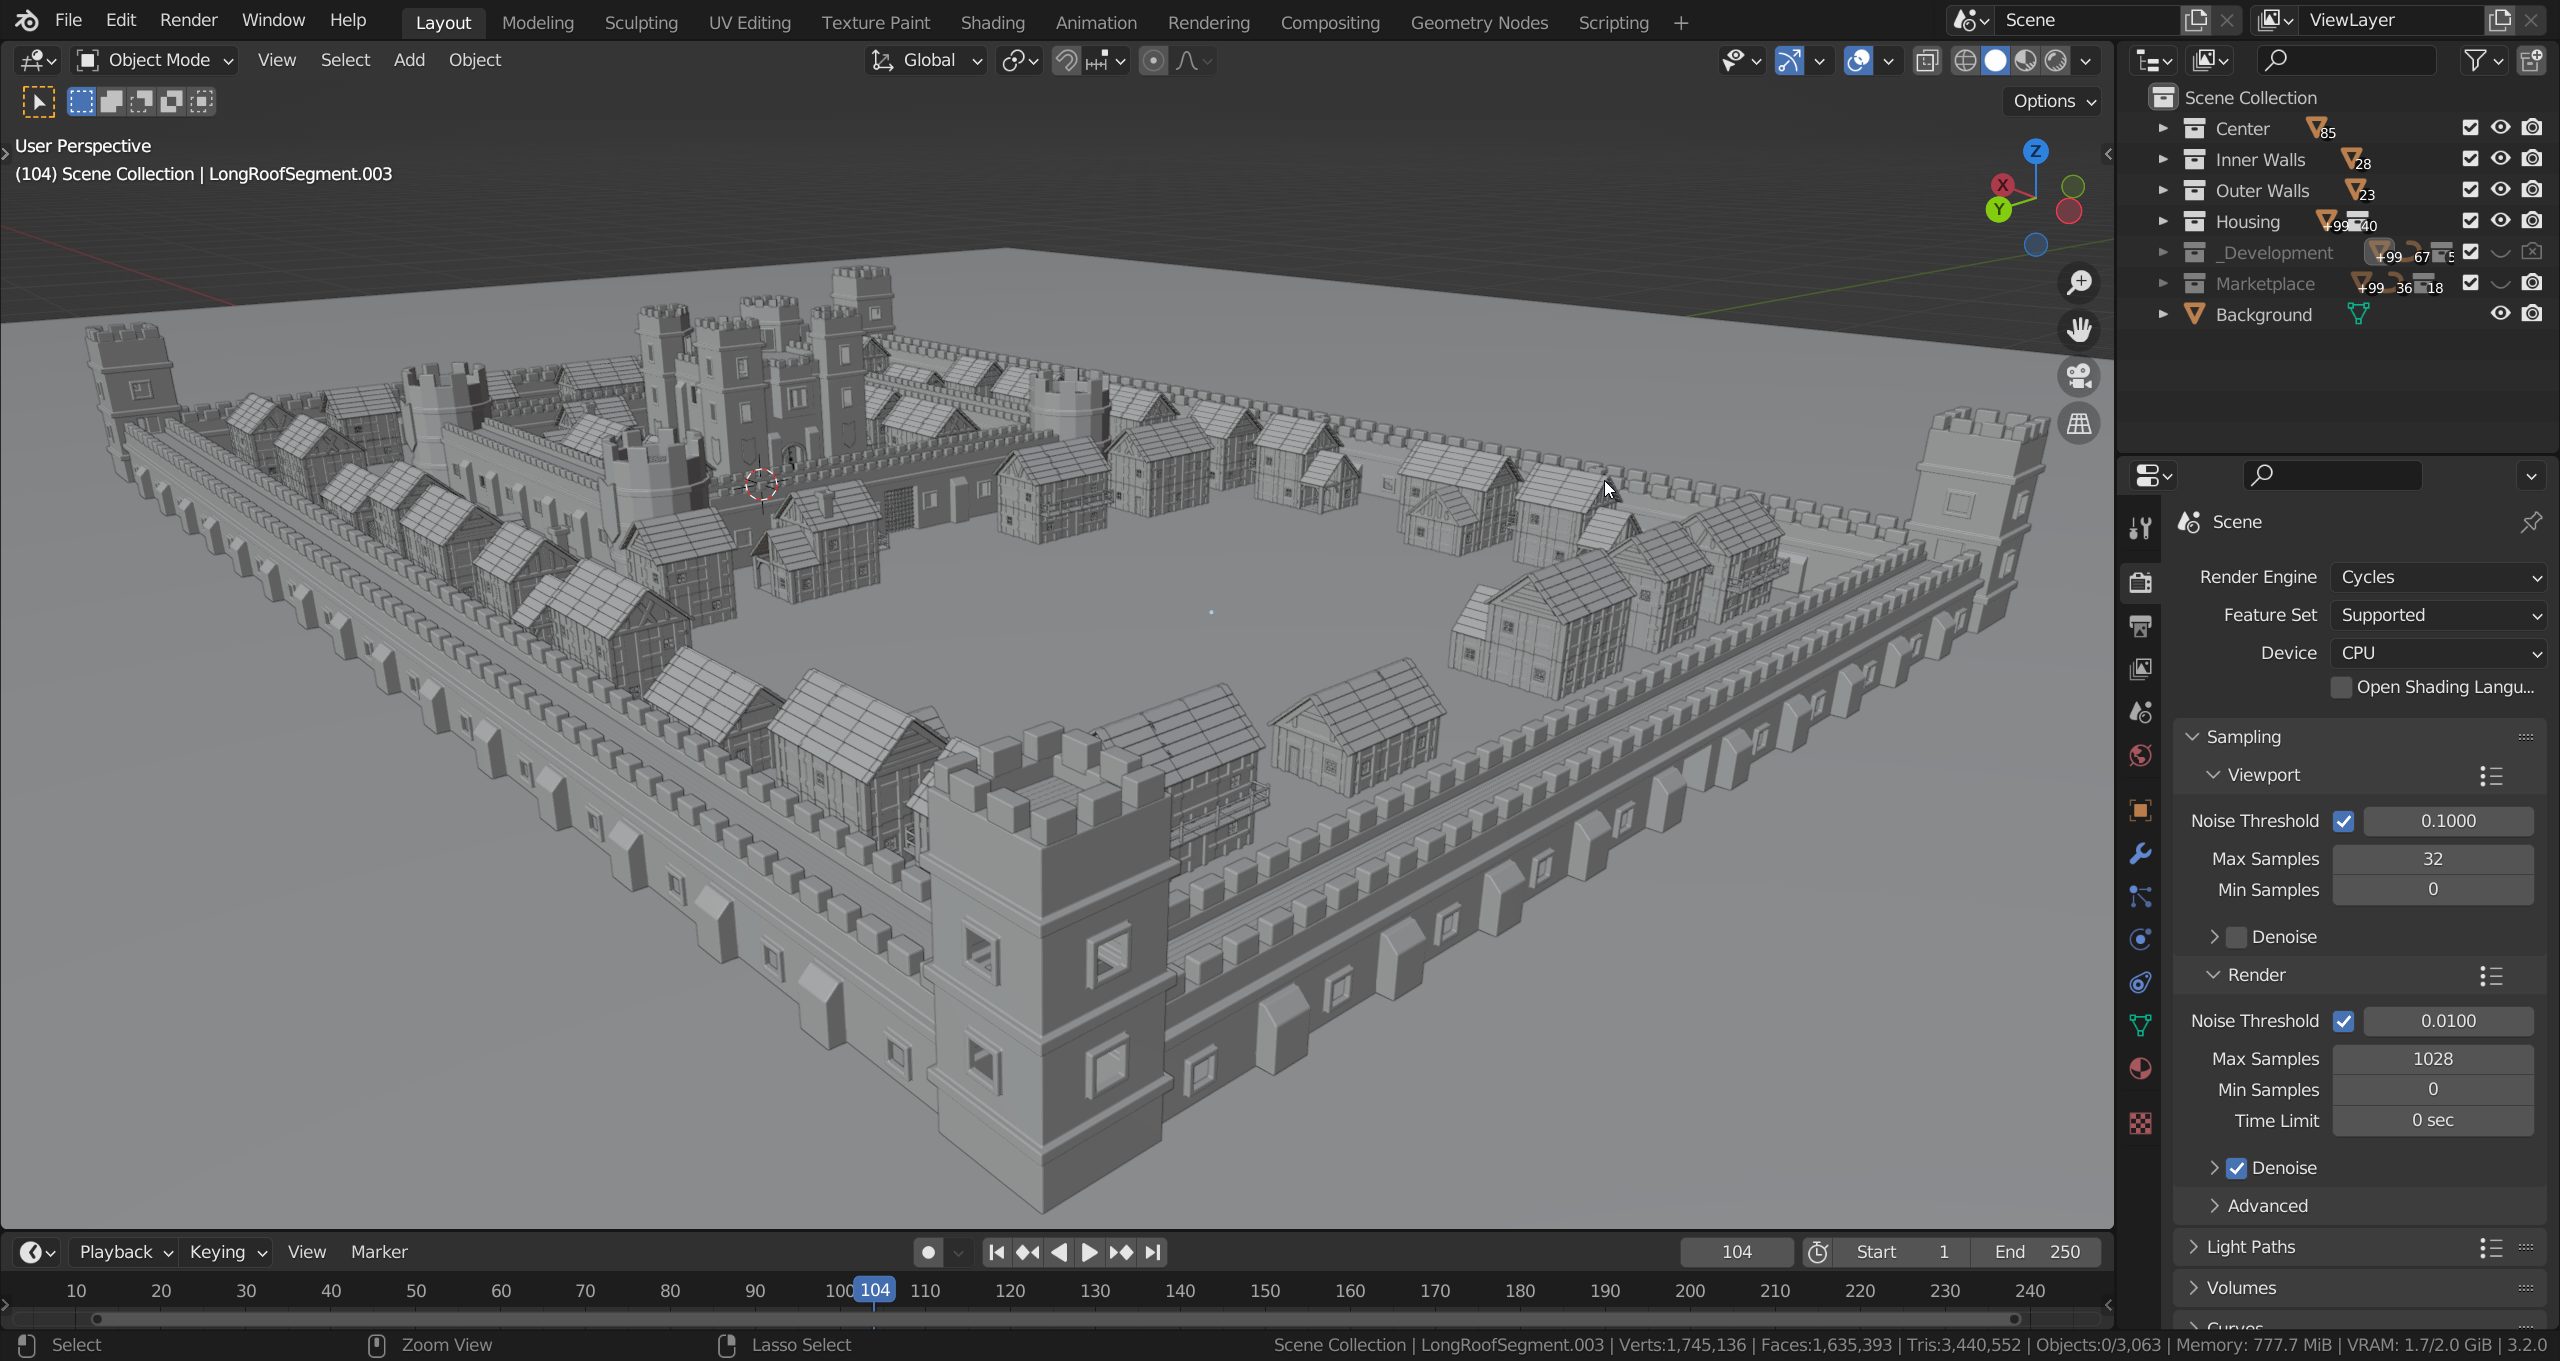 File Edit Render Window Help Layout Modeling Sculpting UV Editing Texture Paint Shading Animation Rendering Compositing Geometry Nodes Scripting + Scene ViewLayer
Object Mode View Select Add Object Global
Options
User Perspective
(104) Scene Collection | LongRoofSegment.003
Z
X
Y
Scene Collection
Center 85
Inner Walls 28
Outer Walls 23
Housing +99 40
_Development +99 67 5
Marketplace +99 36 18
Background
Scene
Render Engine Cycles
Feature Set Supported
Device CPU
Open Shading Langu...
Sampling
Viewport
Noise Threshold 0.1000
Max Samples 32
Min Samples 0
Denoise
Render
Noise Threshold 0.0100
Max Samples 1028
Min Samples 0
Time Limit 0 sec
Denoise
Advanced
Light Paths
Volumes
Curves
Playback Keying View Marker 104 Start 1 End 250
10 20 30 40 50 60 70 80 90 100 104 110 120 130 140 150 160 170 180 190 200 210 220 230 240
Select Zoom View Lasso Select Scene Collection | LongRoofSegment.003 | Verts:1,745,136 | Faces:1,635,393 | Tris:3,440,552 | Objects:0/3,063 | Memory: 777.7 MiB | VRAM: 1.7/2.0 GiB | 3.2.0